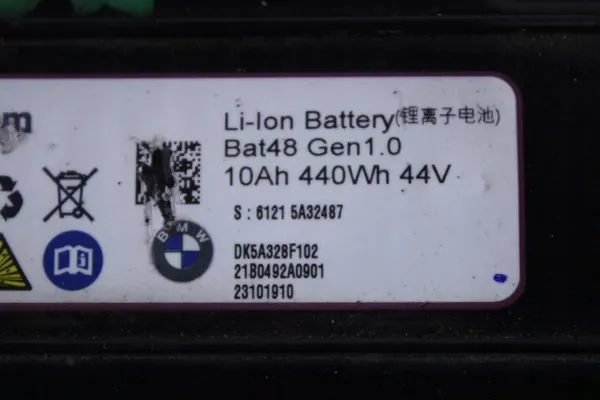 Li-Ion Battery(锂离子电池)
Bat48 Gen1.0
10Ah 440Wh 44V
S : 6121 5A32487
BMW
DK5A328F102
21B0492A0901
23101910